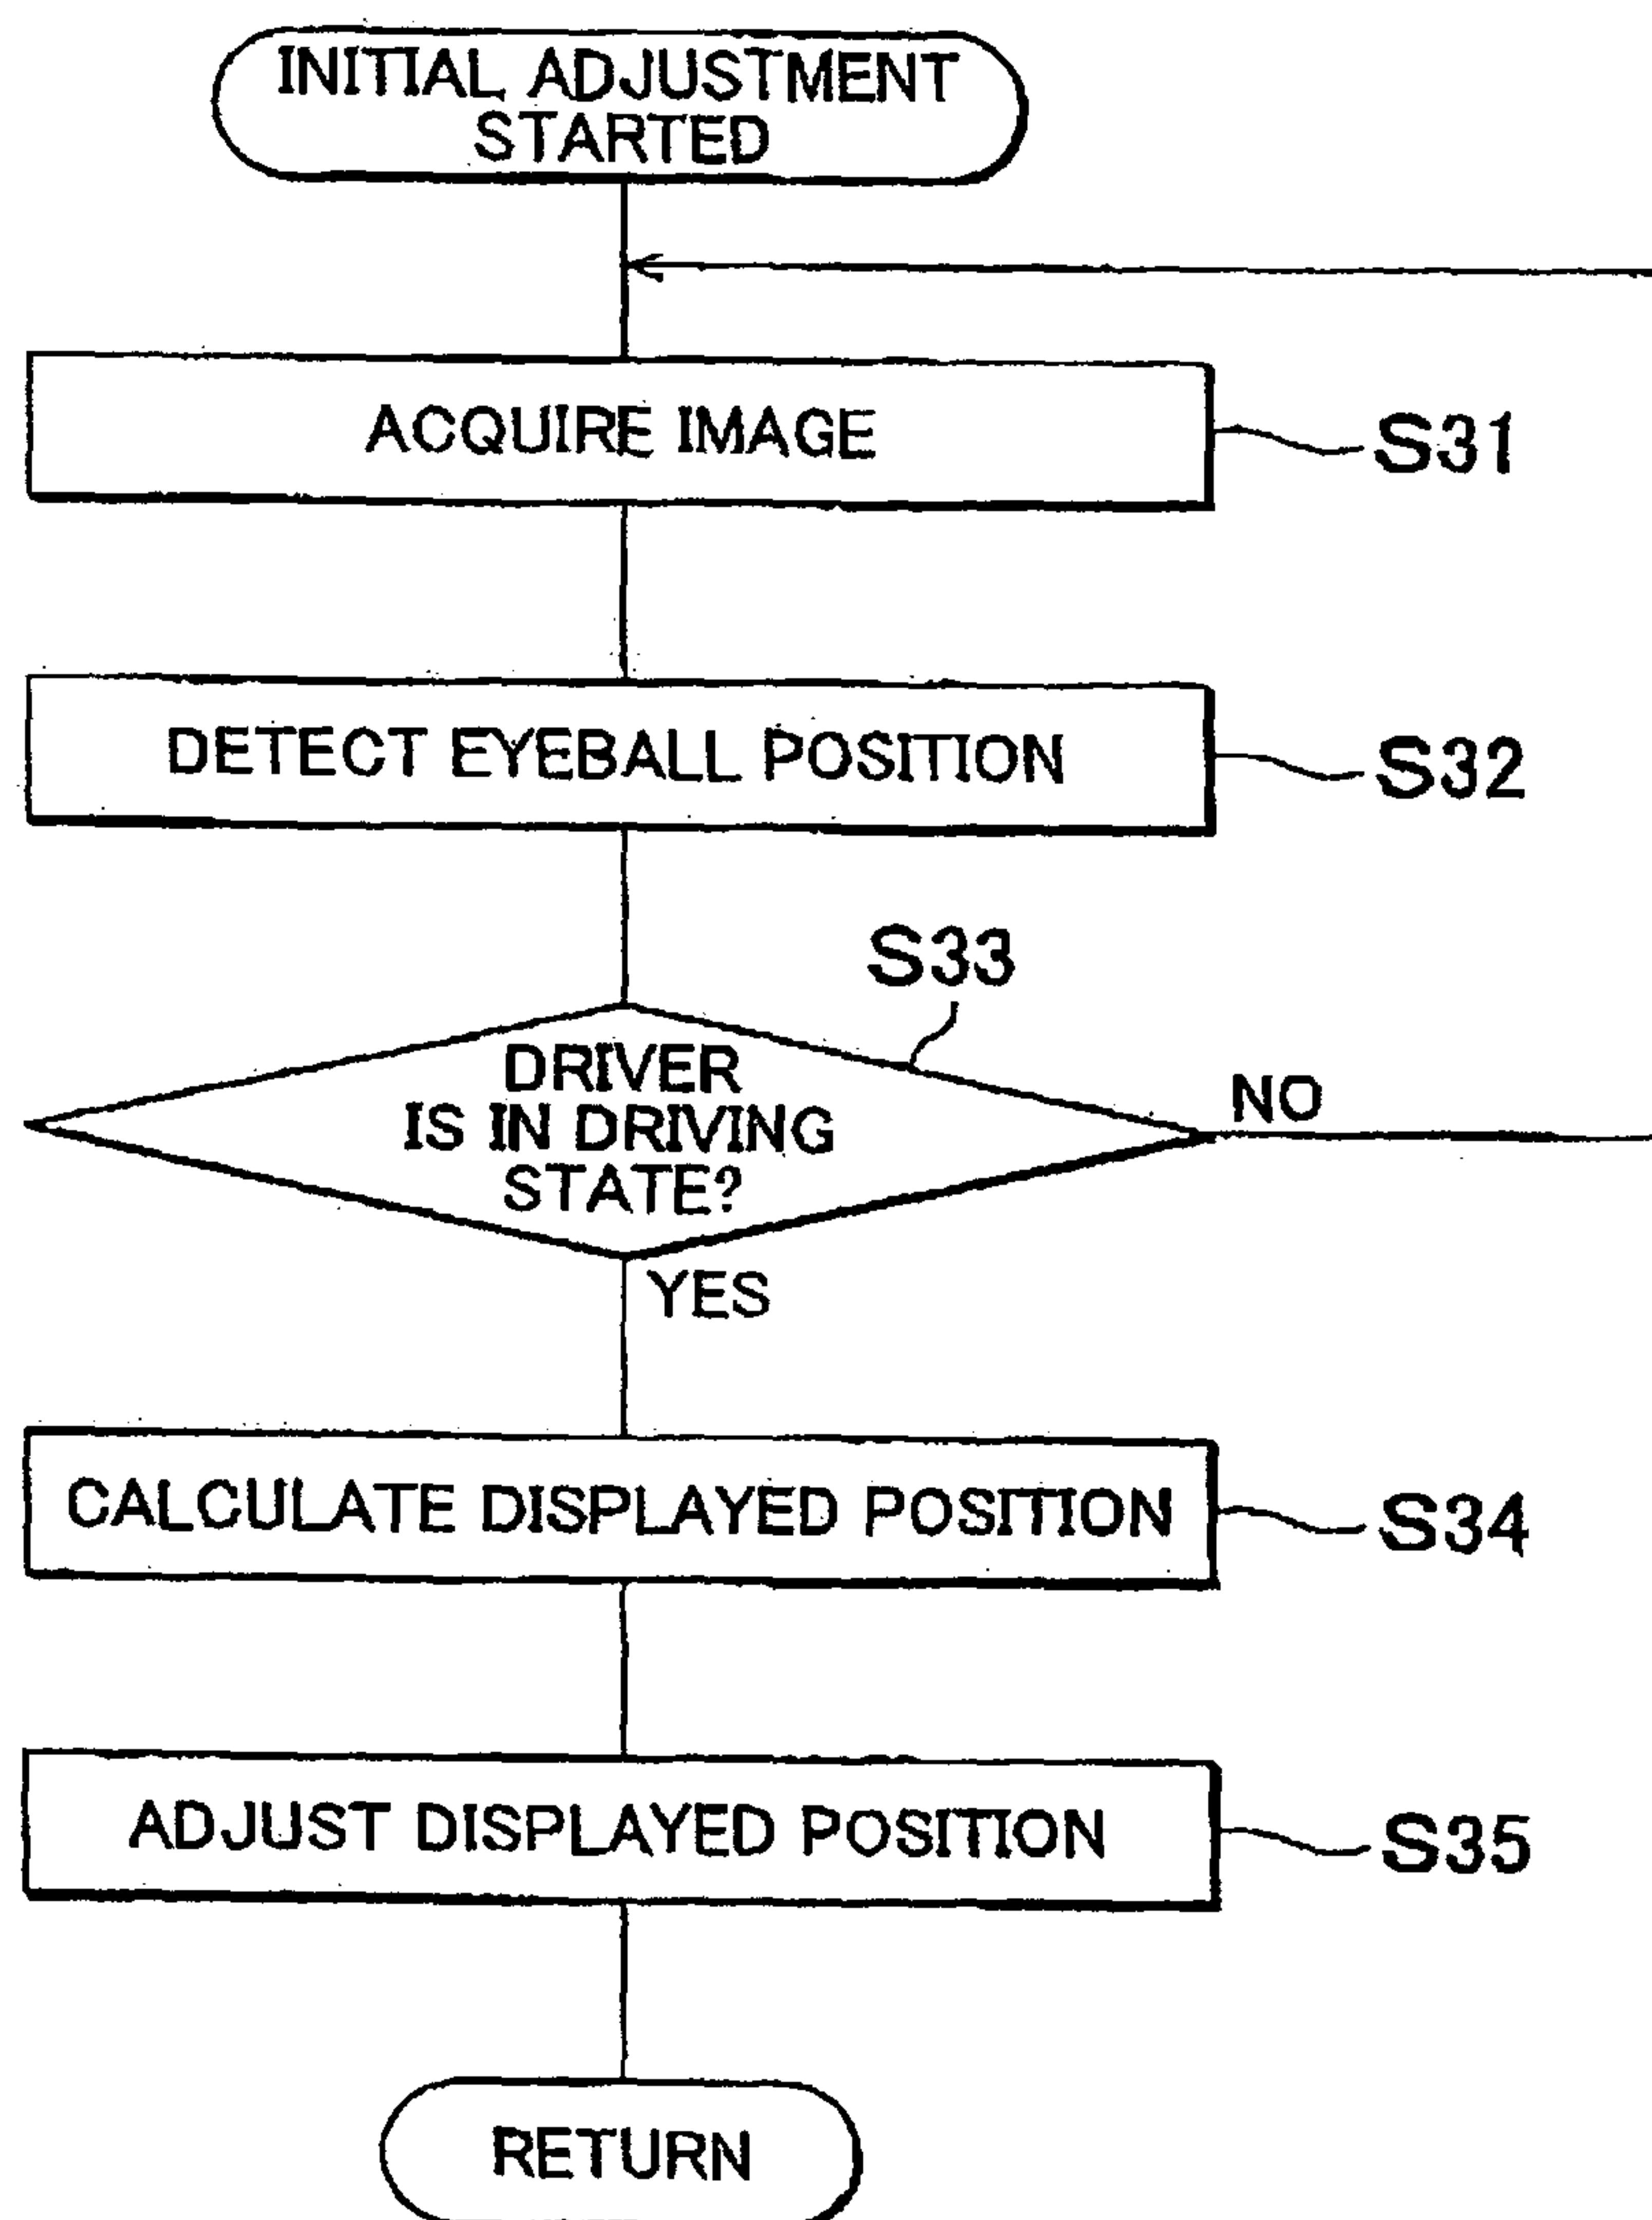 INITIAL ADJUSTMENT
STARTED
ACQUIRE IMAGE
S31
DETECT EYEBALL POSITION
S32
S33
DRIVER
IS IN DRIVING
STATE?
NO
YES
CALCULATE DISPLAYED POSITION
S34
ADJUST DISPLAYED POSITION
S35
RETURN